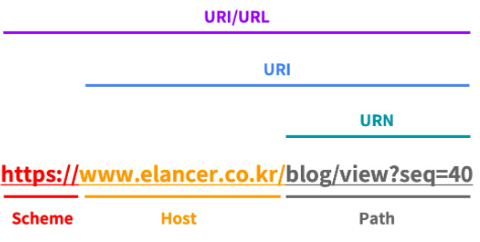 URI/URL
URI
URN
https://www.elancer.co.kr/blog/view?seq=40
Scheme Host Path